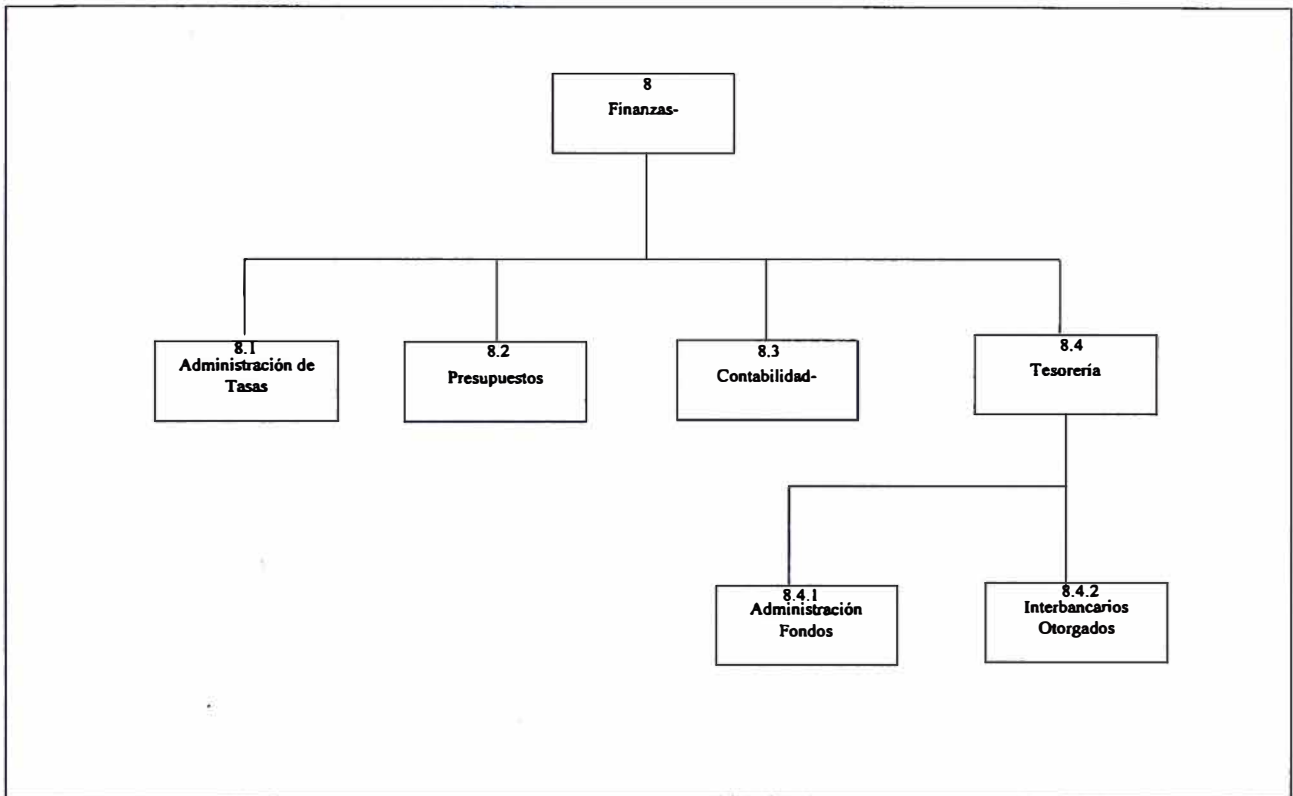 8
Finanzas-
8.1
Administración de
Tasas
8.2
Presupuestos
8.3
Contabilidad-
8.4
Tesorería
8.4.1
Administración
Fondos
8.4.2
Interbancarios
Otorgados